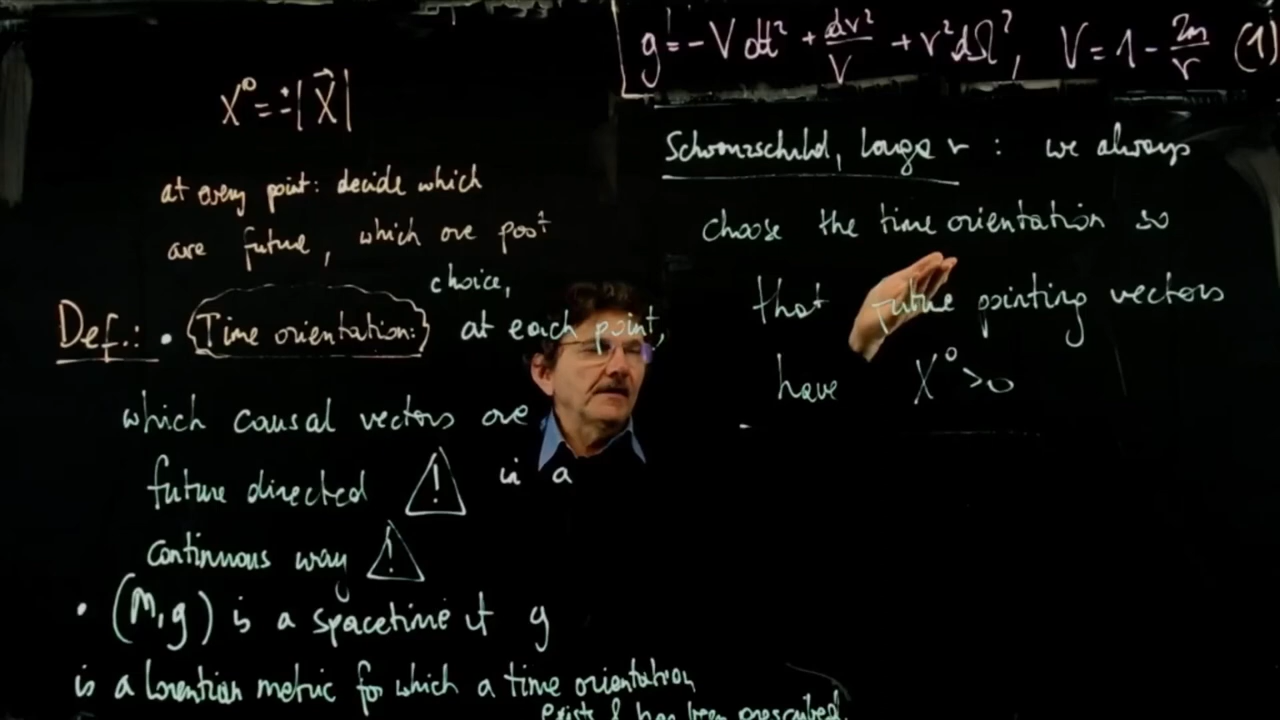 X⁰ = ±|X⃗|
at every point: decide which
are future, which are past
choice,
Def.: • Time orientation: at each point,
which causal vectors are
future directed ! in a
continuous way !
• (M,g) is a spacetime if g
is a Lorentzian metric for which a time orientation
exists & has been prescribed.
g = -V dt² + dr²/V + r²dΩ², V = 1 - 2m/r (1)
Schwarzschild, large r : we always
choose the time orientation so
that future pointing vectors
have X⁰ > 0